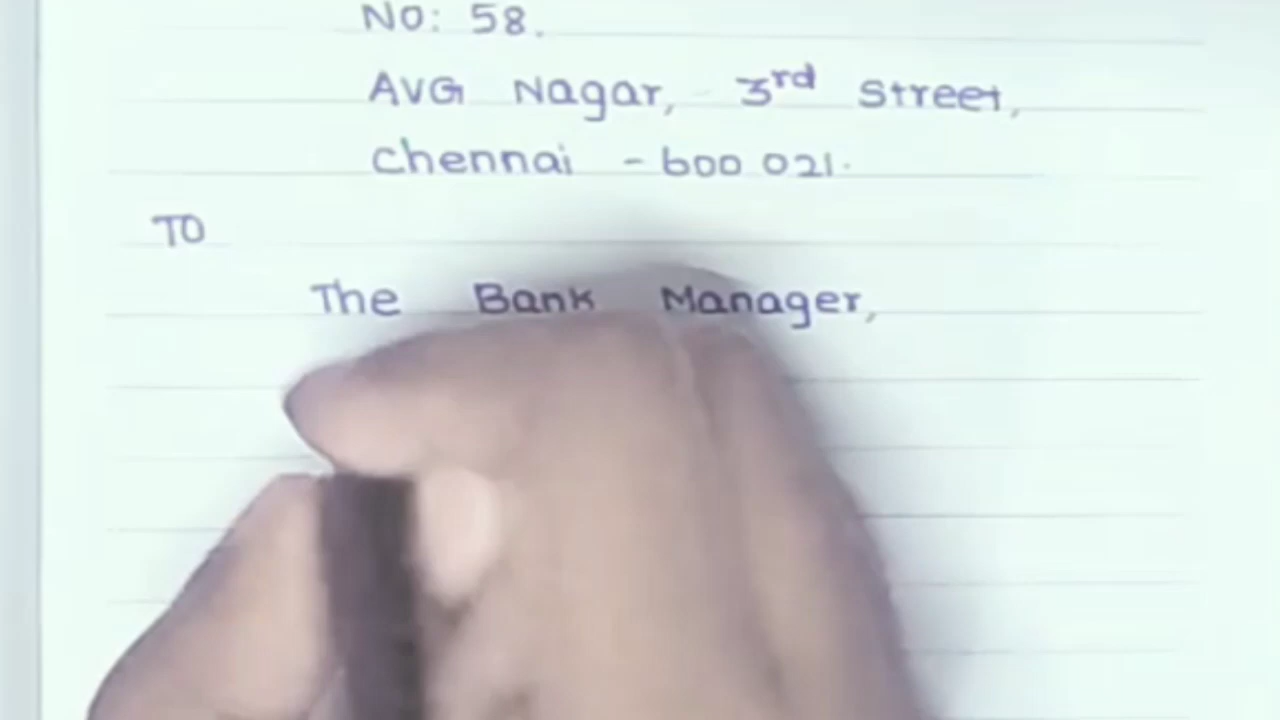 No: 58.
AVG Nagar, 3rd Street,
Chennai - 600 021.
TO
The Bank Manager,